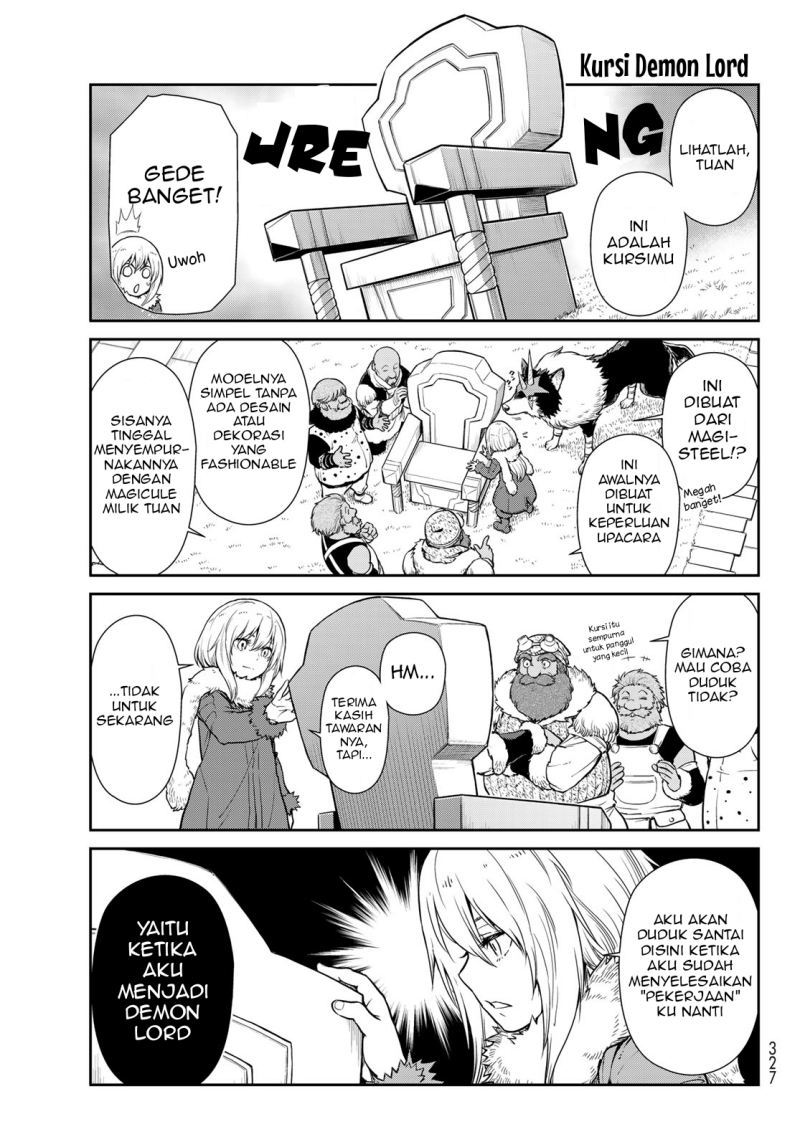 Kursi Demon Lord
LIHATLAH,
TUAN
INI
ADALAH
KURSIMU
JRE NG
GEDE
BANGET!
Uwoh
INI
DIBUAT
DARI
MAGI-
STEEL!?
Megah
banget!
INI
AWALNYA
DIBUAT
UNTUK
KEPERLUAN
UPACARA
MODELNYA
SIMPEL TANPA
ADA DESAIN
ATAU
DEKORASI
YANG
FASHIONABLE
SISANYA
TINGGAL
MENYEMPUR-
NAKANNYA
DENGAN
MAGICULE
MILIK TUAN
GIMANA?
MAU COBA
DUDUK
TIDAK?
Kursi itu
sempurna
untuk panggul
yang kecil
HM...
TERIMA
KASIH
TAWARAN
NYA,
TAPI...
...TIDAK
UNTUK
SEKARANG
AKU AKAN
DUDUK SANTAI
DISINI KETIKA
AKU SUDAH
MENYELESAIKAN
"PEKERJAAN"
KU NANTI
YAITU
KETIKA
AKU
MENJADI
DEMON
LORD
327